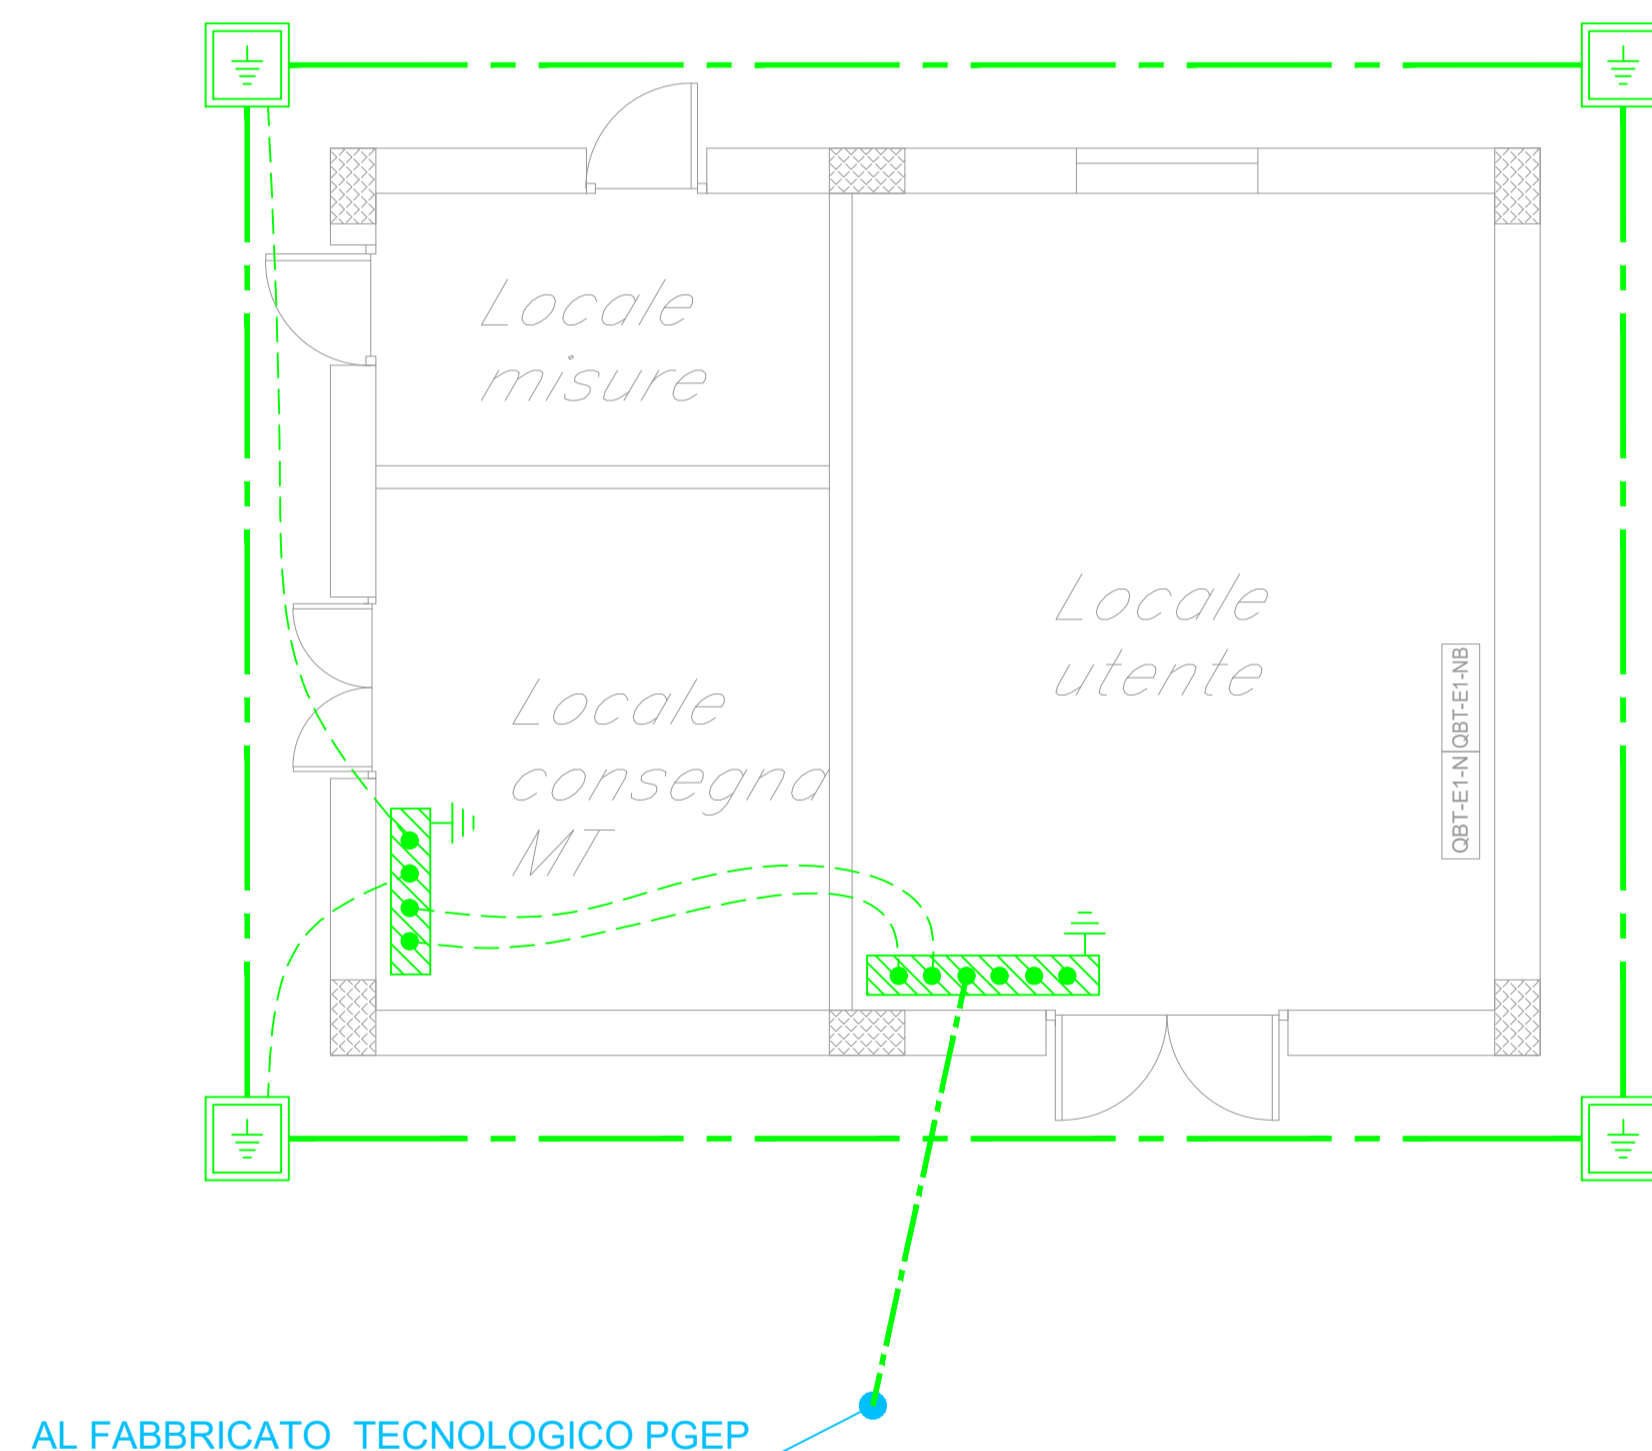 Locale
misure
Locale
utente
Locale
consegna
MT
QBT-E1-N
QBT-E1-NB
AL FABBRICATO TECNOLOGICO PGEP